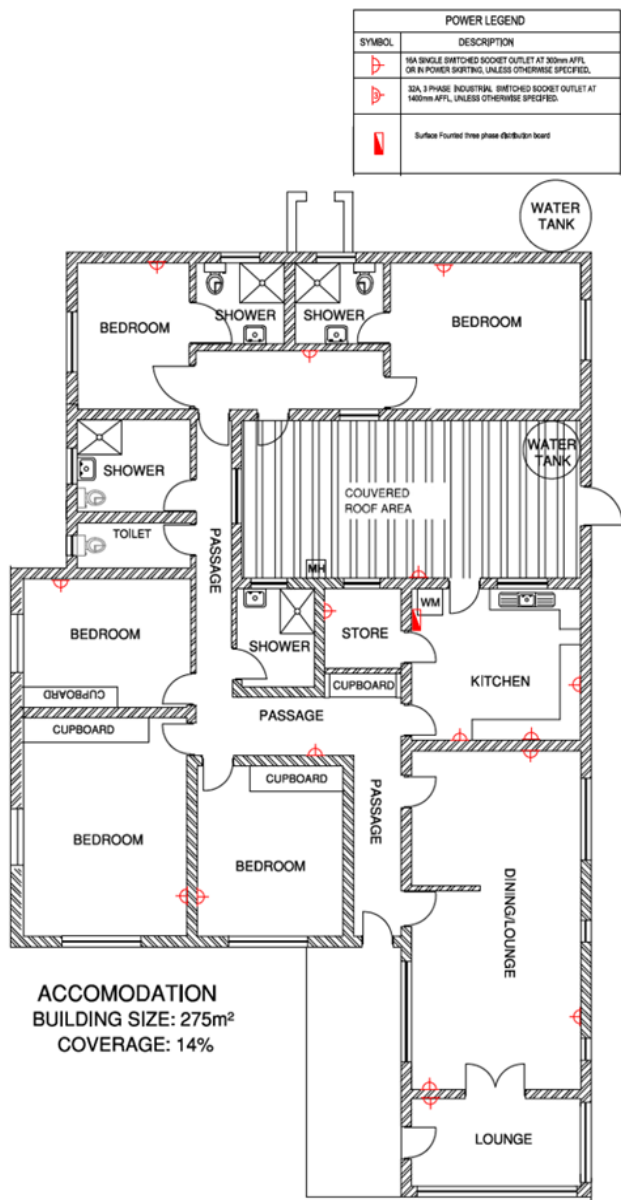 POWER LEGEND
SYMBOL DESCRIPTION
16A SINGLE SWITCHED SOCKET OUTLET AT 300mm AFFL
OR IN POWER SKIRTING, UNLESS OTHERWISE SPECIFIED.
3
32A, 3 PHASE INDUSTRIAL SWITCHED SOCKET OUTLET AT
1400mm AFFL, UNLESS OTHERWISE SPECIFIED.
Surface Founted three phase distribution board
WATER
TANK
BEDROOM
SHOWER
SHOWER
BEDROOM
SHOWER
WATER
TANK
COUVERED
ROOF AREA
TOILET
PASSAGE
MH
BEDROOM
CUPBOARD
SHOWER
STORE
WM
KITCHEN
CUPBOARD
PASSAGE
CUPBOARD
BEDROOM
CUPBOARD
BEDROOM
PASSAGE
DINING/LOUNGE
ACCOMODATION
BUILDING SIZE: 275m²
COVERAGE: 14%
LOUNGE